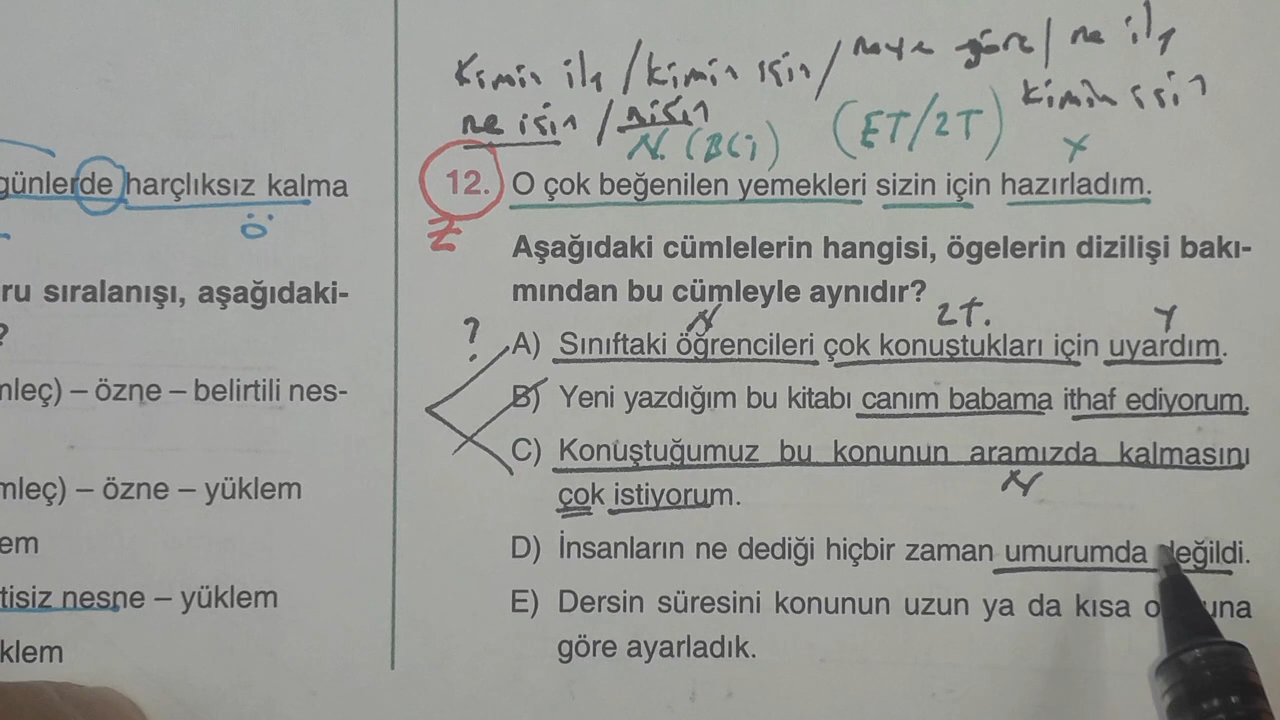 Kimin ile / kimin için / neye göre / ne ile
kimin için
ne için / niçin
N. (BLi) (ET/ZT) Y
günlerde harçlıksız kalma
Ö
ru sıralanışı, aşağıdaki-
?
mleç) – özne – belirtili nes-
mleç) – özne – yüklem
em
tisiz nesne – yüklem
klem
12. O çok beğenilen yemekleri sizin için hazırladım.
Z
Aşağıdaki cümlelerin hangisi, ögelerin dizilişi bakı-
mından bu cümleyle aynıdır?
N ZT. Y
? A) Sınıftaki öğrencileri çok konuştukları için uyardım.
B) Yeni yazdığım bu kitabı canım babama ithaf ediyorum.
C) Konuştuğumuz bu konunun aramızda kalmasını
N
çok istiyorum.
D) İnsanların ne dediği hiçbir zaman umurumda değildi.
E) Dersin süresini konunun uzun ya da kısa
göre ayarladık.